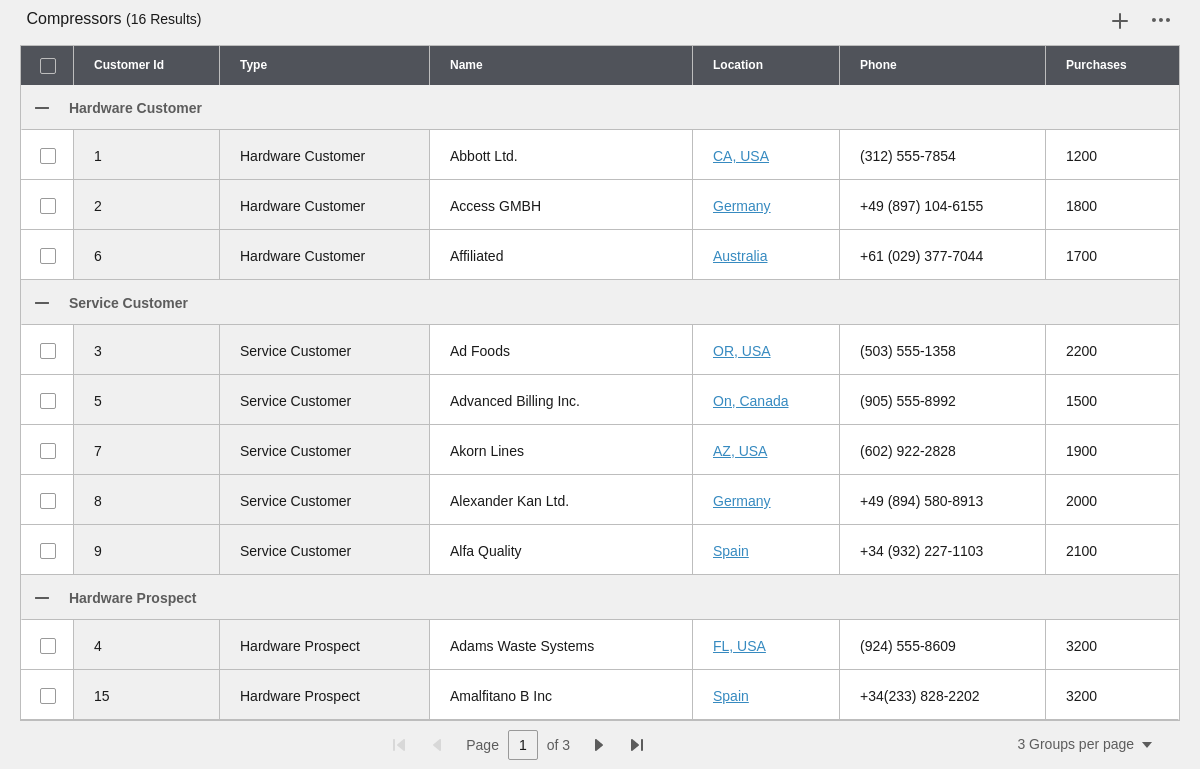 Compressors (16 Results)
Customer Id Type Name Location Phone Purchases
Hardware Customer
1 Hardware Customer Abbott Ltd. CA, USA (312) 555-7854 1200
2 Hardware Customer Access GMBH Germany +49 (897) 104-6155 1800
6 Hardware Customer Affiliated Australia +61 (029) 377-7044 1700
Service Customer
3 Service Customer Ad Foods OR, USA (503) 555-1358 2200
5 Service Customer Advanced Billing Inc. On, Canada (905) 555-8992 1500
7 Service Customer Akorn Lines AZ, USA (602) 922-2828 1900
8 Service Customer Alexander Kan Ltd. Germany +49 (894) 580-8913 2000
9 Service Customer Alfa Quality Spain +34 (932) 227-1103 2100
Hardware Prospect
4 Hardware Prospect Adams Waste Systems FL, USA (924) 555-8609 3200
15 Hardware Prospect Amalfitano B Inc Spain +34(233) 828-2202 3200
Page 1 of 3 3 Groups per page